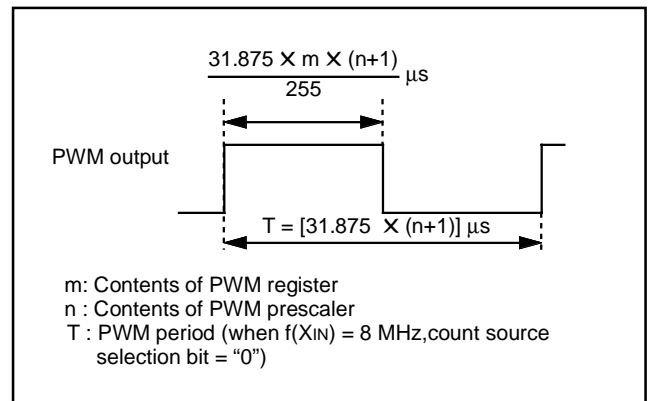 31.875 × m × (n+1)
255
μs
PWM output
T = [31.875 × (n+1)] μs
m: Contents of PWM register
n : Contents of PWM prescaler
T : PWM period (when f(XIN) = 8 MHz,count source
selection bit = “0”)